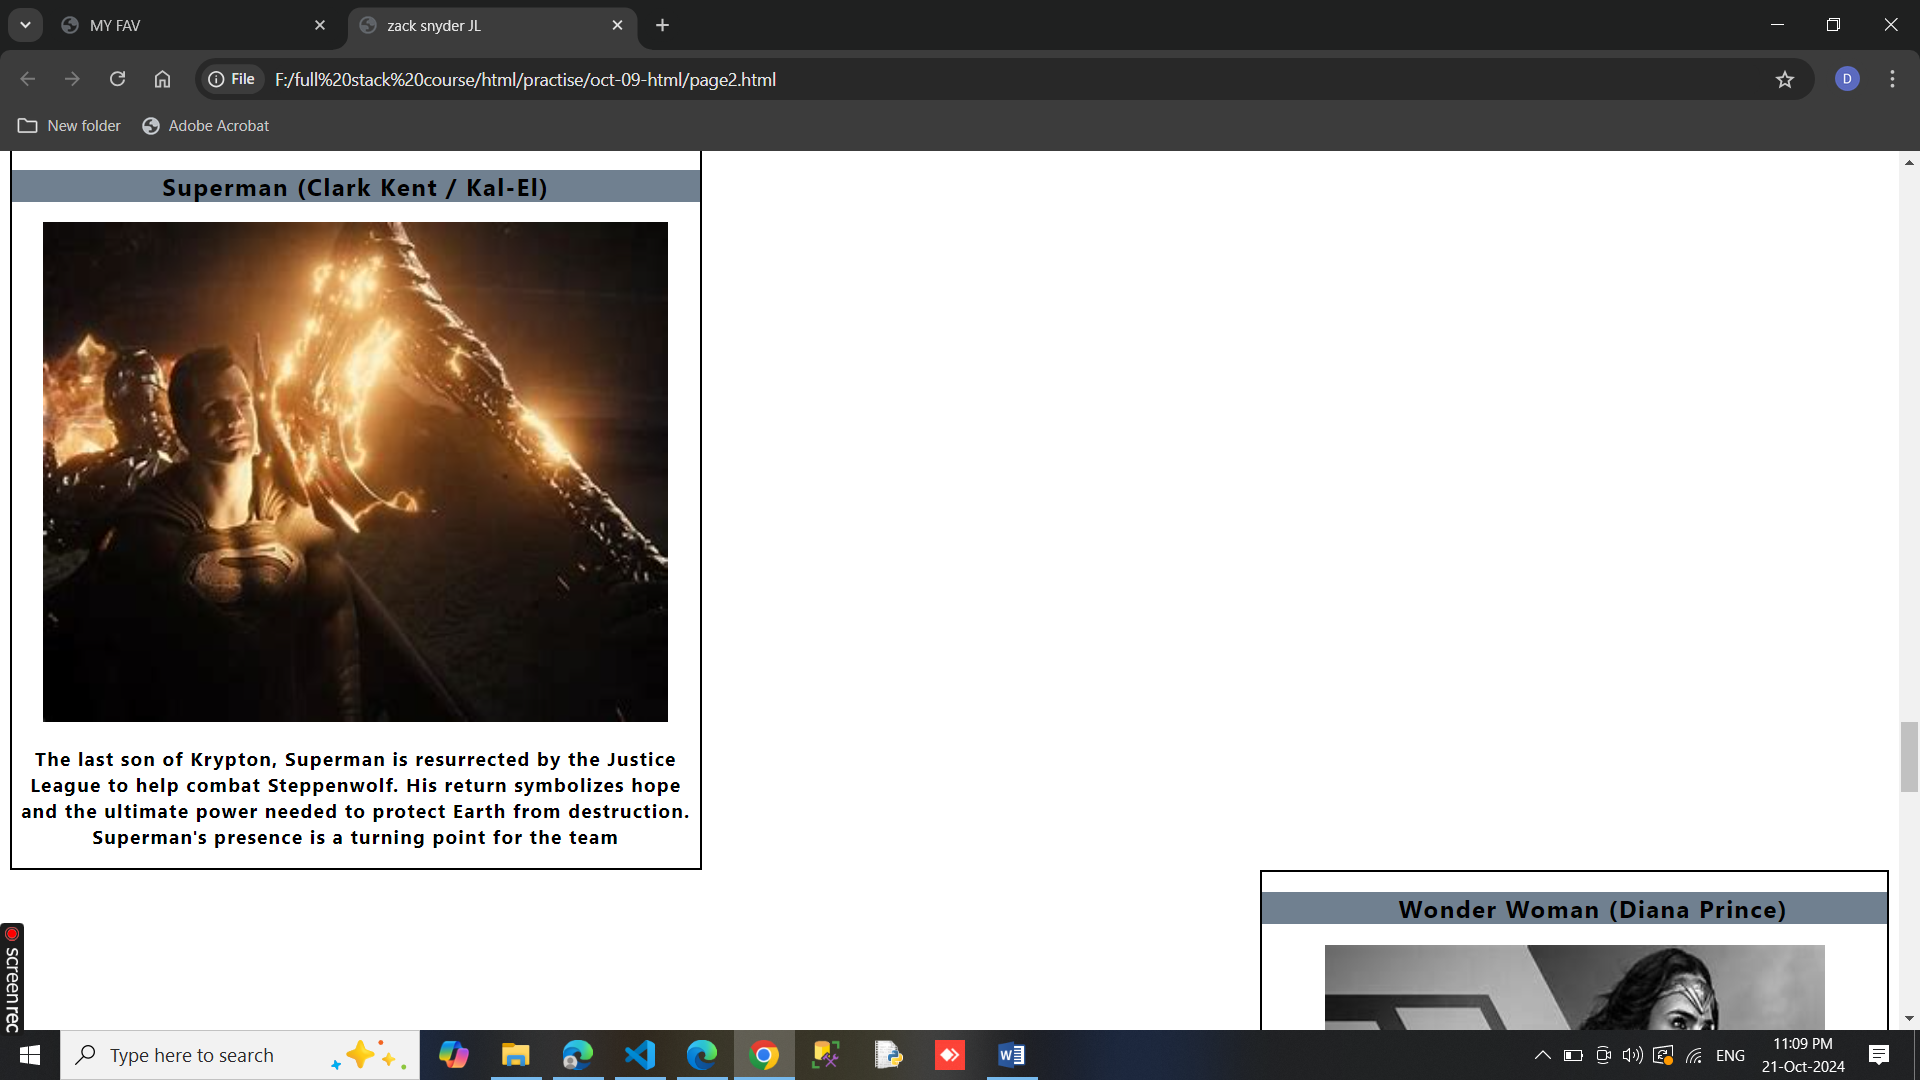 MY FAV
zack snyder JL
File
F:/full%20stack%20course/html/practise/oct-09-html/page2.html
D
New folder
Adobe Acrobat
Superman (Clark Kent / Kal-El)
The last son of Krypton, Superman is resurrected by the Justice
League to help combat Steppenwolf. His return symbolizes hope
and the ultimate power needed to protect Earth from destruction.
Superman's presence is a turning point for the team
Wonder Woman (Diana Prince)
screenrec
Type here to search
ENG
11:09 PM
21-Oct-2024